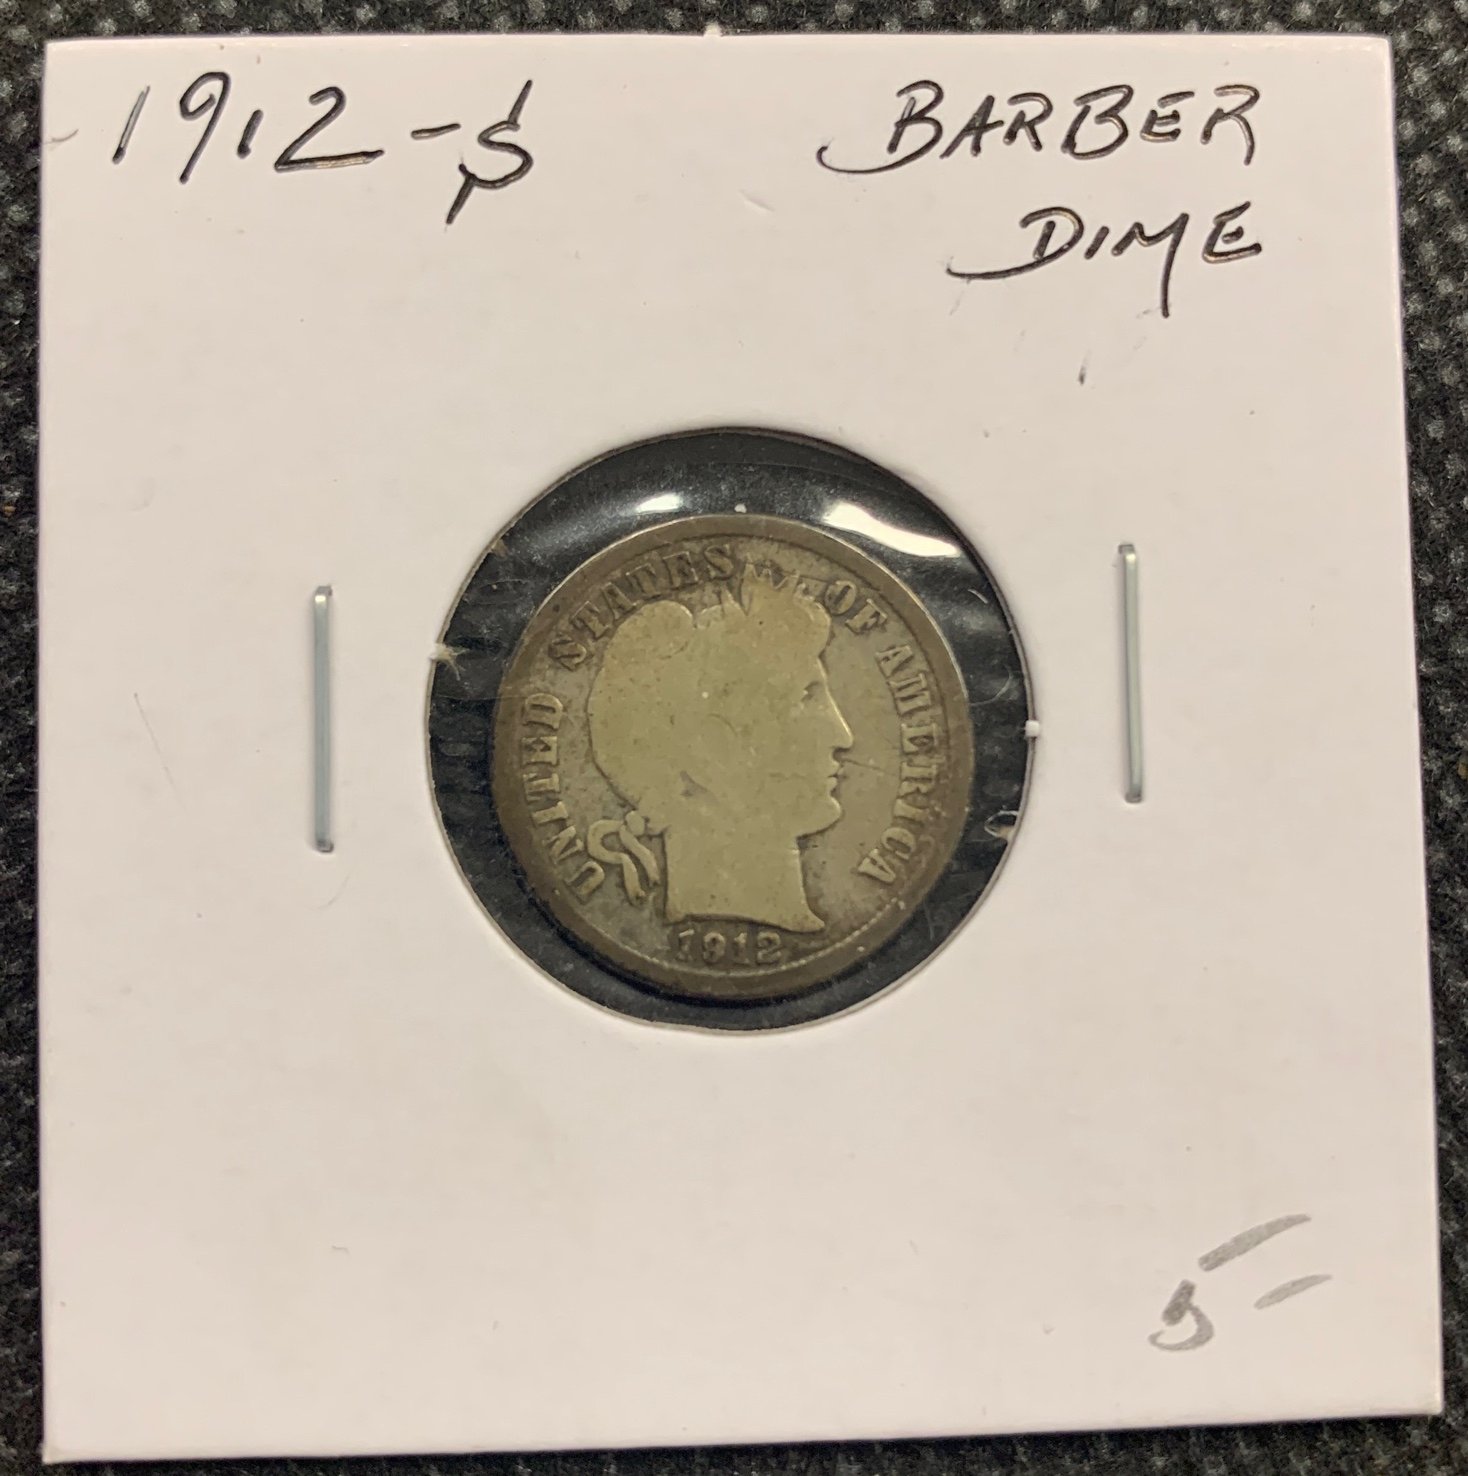 1912-S
BARBER
DIME
UNITED STATES OF AMERICA
1912
5-